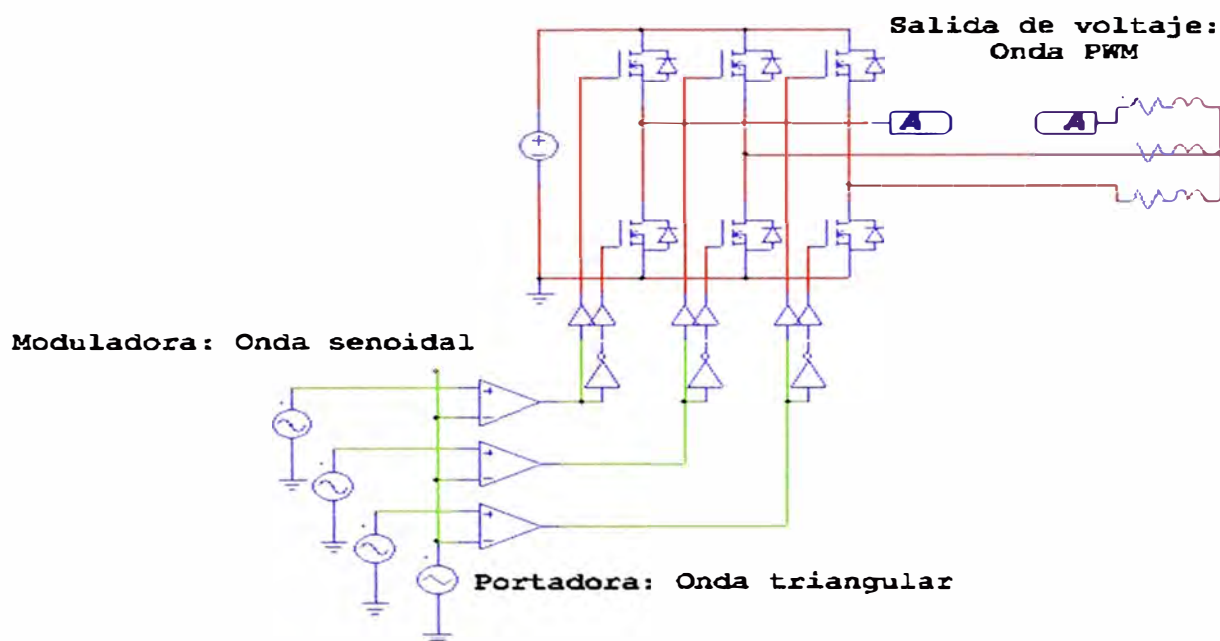 Salida de voltaje:
Onda PWM
A
A
Moduladora: Onda senoidal
Portadora: Onda triangular